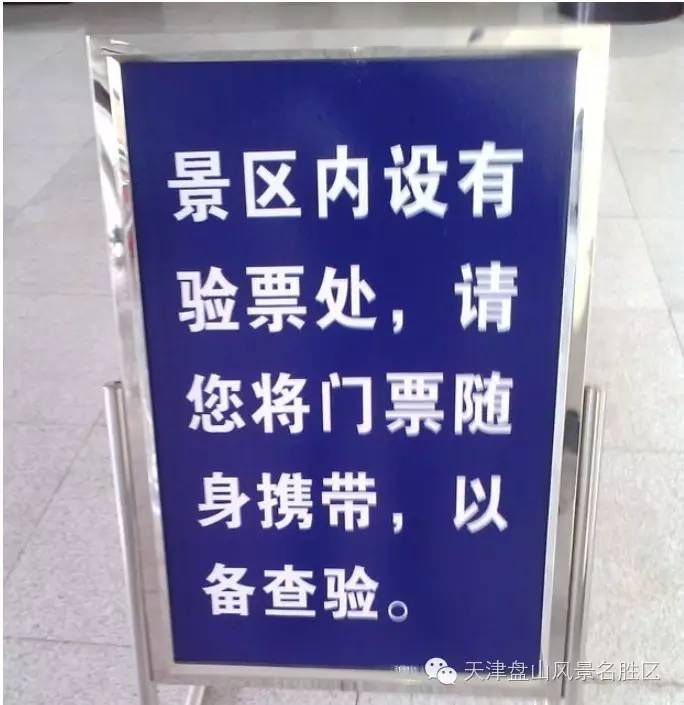 景区内设有
验票处，请
您将门票随
身携带，以
备查验。
天津盘山风景名胜区